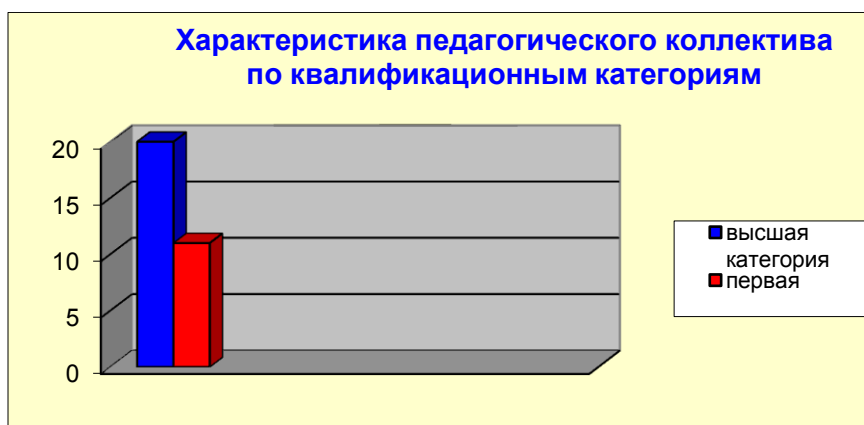 Характеристика педагогического коллектива
по квалификационным категориям
20
15
10
5
0
высшая
категория
первая